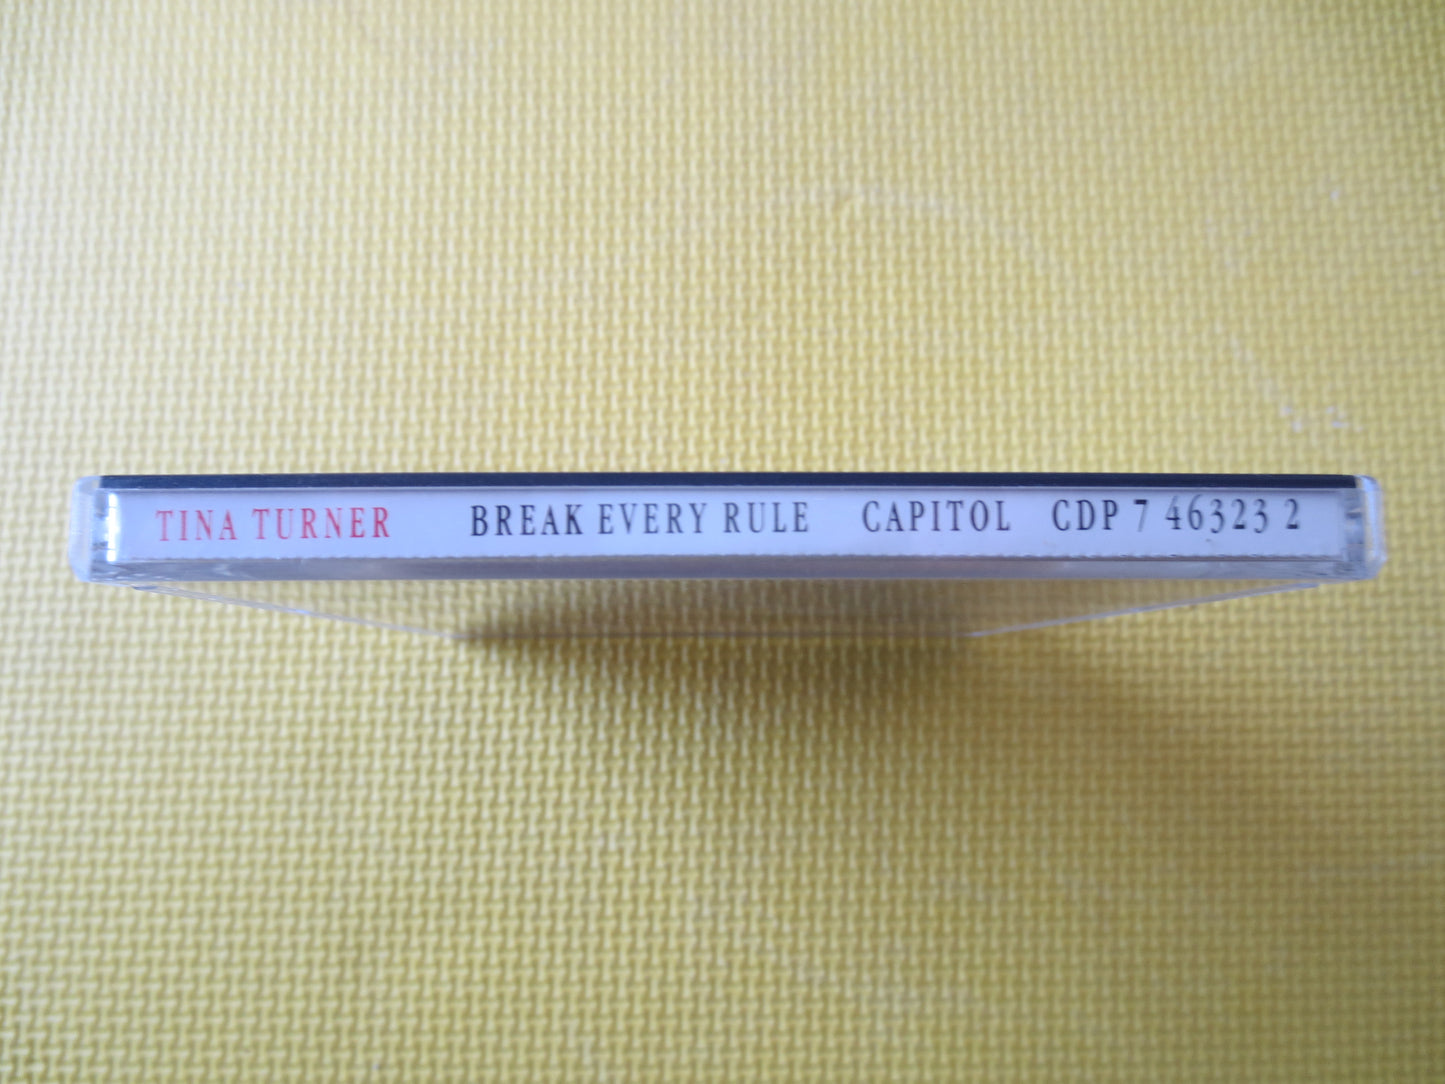 TINA TURNER BREAK EVERY RULE CAPITOL CDP 7 46323 2